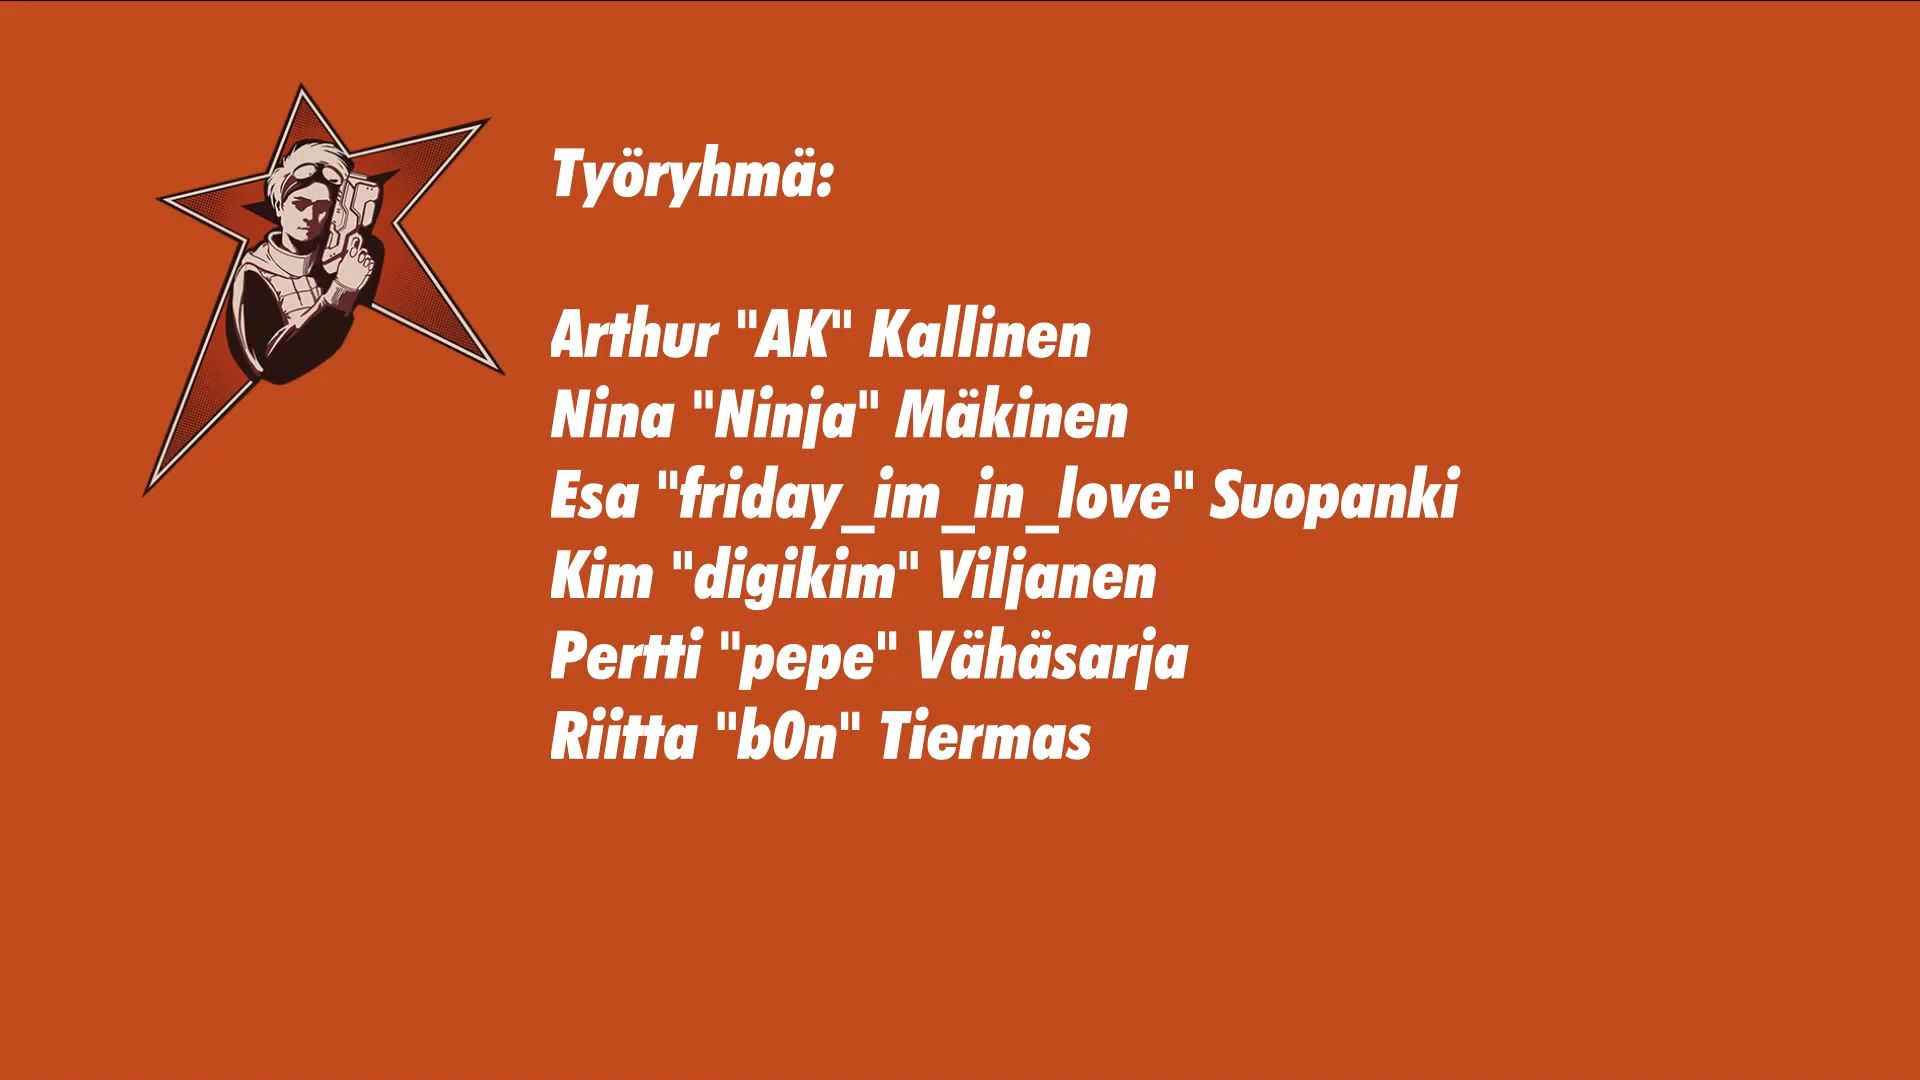 Työryhmä:
Arthur "AK" Kallinen
Nina "Ninja" Mäkinen
Esa "friday_im_in_love" Suopanki
Kim "digikim" Viljanen
Pertti "pepe" Vähäsarja
Riitta "b0n" Tiermas